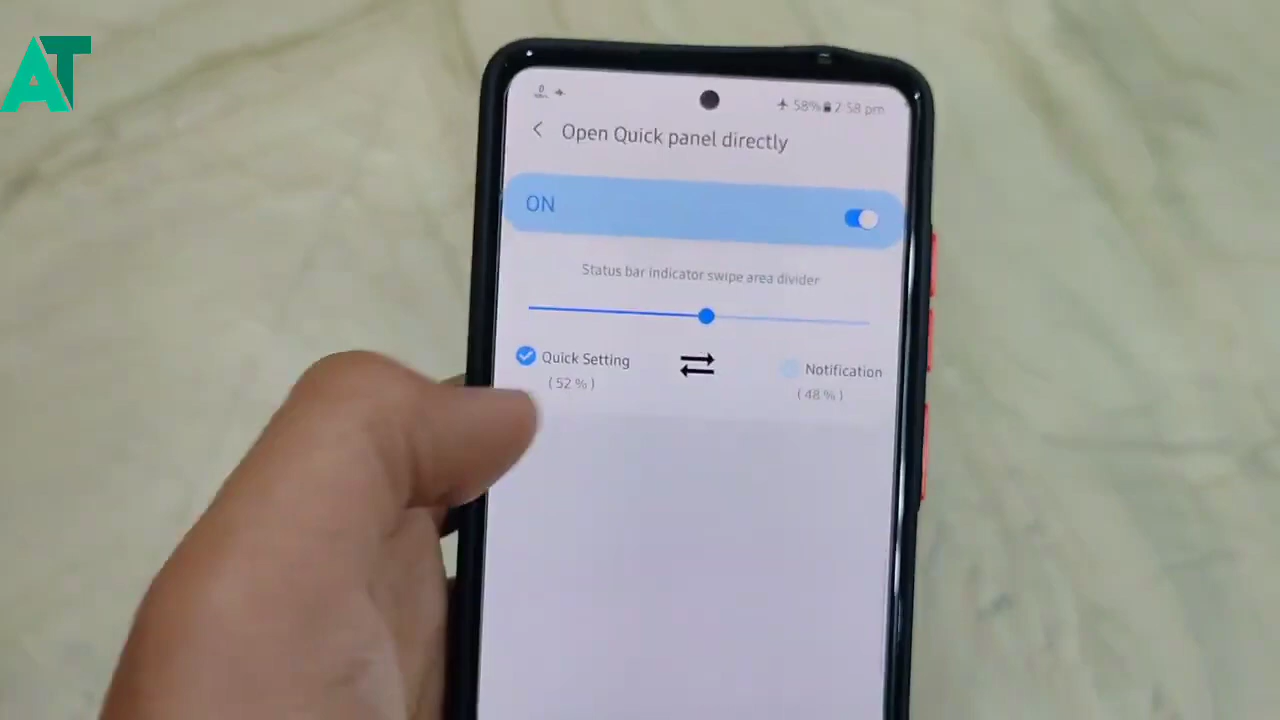 AT
58% 2:58 pm
Open Quick panel directly
ON
Status bar indicator swipe area divider
Quick Setting
Notification
( 52 % )
( 48 % )